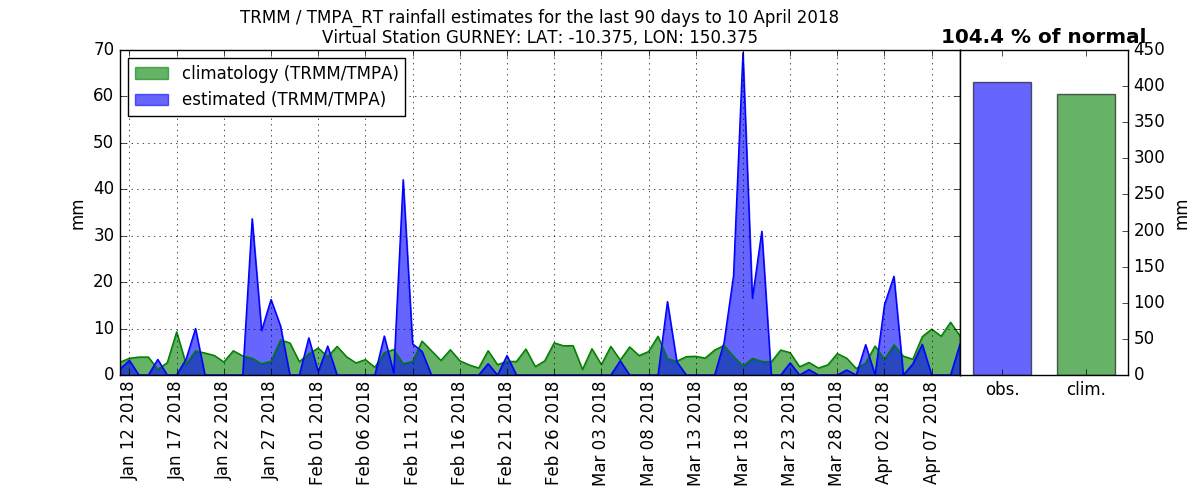 TRMM / TMPA_RT rainfall estimates for the last 90 days to 10 April 2018
Virtual Station GURNEY: LAT: -10.375, LON: 150.375
104.4 % of normal
climatology (TRMM/TMPA)
estimated (TRMM/TMPA)
70
60
50
40
30
20
10
0
mm
450
400
350
300
250
200
150
100
50
0
mm
Jan 12 2018
Jan 17 2018
Jan 22 2018
Jan 27 2018
Feb 01 2018
Feb 06 2018
Feb 11 2018
Feb 16 2018
Feb 21 2018
Feb 26 2018
Mar 03 2018
Mar 08 2018
Mar 13 2018
Mar 18 2018
Mar 23 2018
Mar 28 2018
Apr 02 2018
Apr 07 2018
obs.
clim.